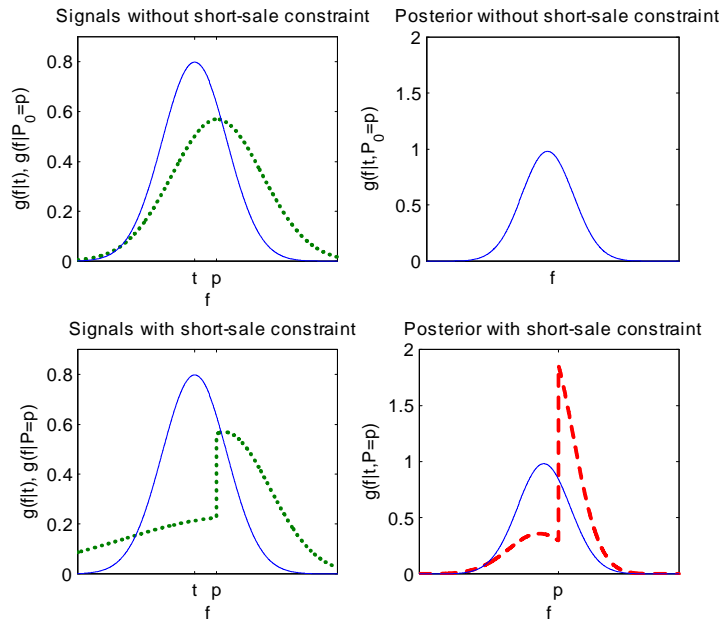 Signals without short-sale constraint
g(f|t), g(f|P₀=p)
0.8
0.6
0.4
0.2
0
t p
f
Posterior without short-sale constraint
g(f|t,P₀=p)
2
1.5
1
0.5
0
f
Signals with short-sale constraint
g(f|t), g(f|P=p)
0.8
0.6
0.4
0.2
0
t p
f
Posterior with short-sale constraint
g(f|t,P=p)
2
1.5
1
0.5
0
p
f